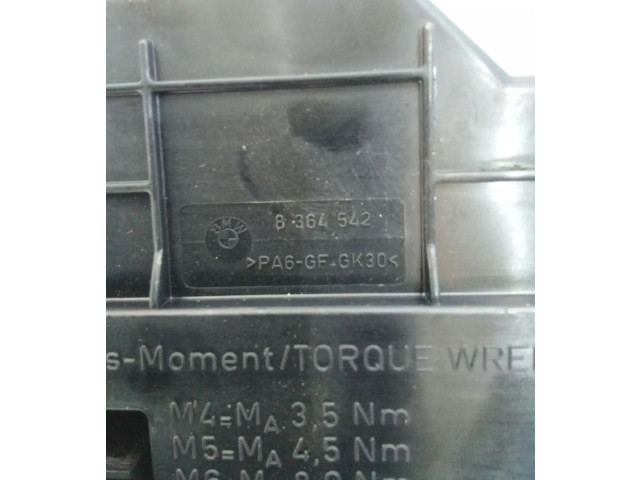 BMW
8 364 542
>PA6-GF.GK30<
s-Moment/TORQUE WRE
M4=MA 3,5 Nm
M5=MA 4,5 Nm